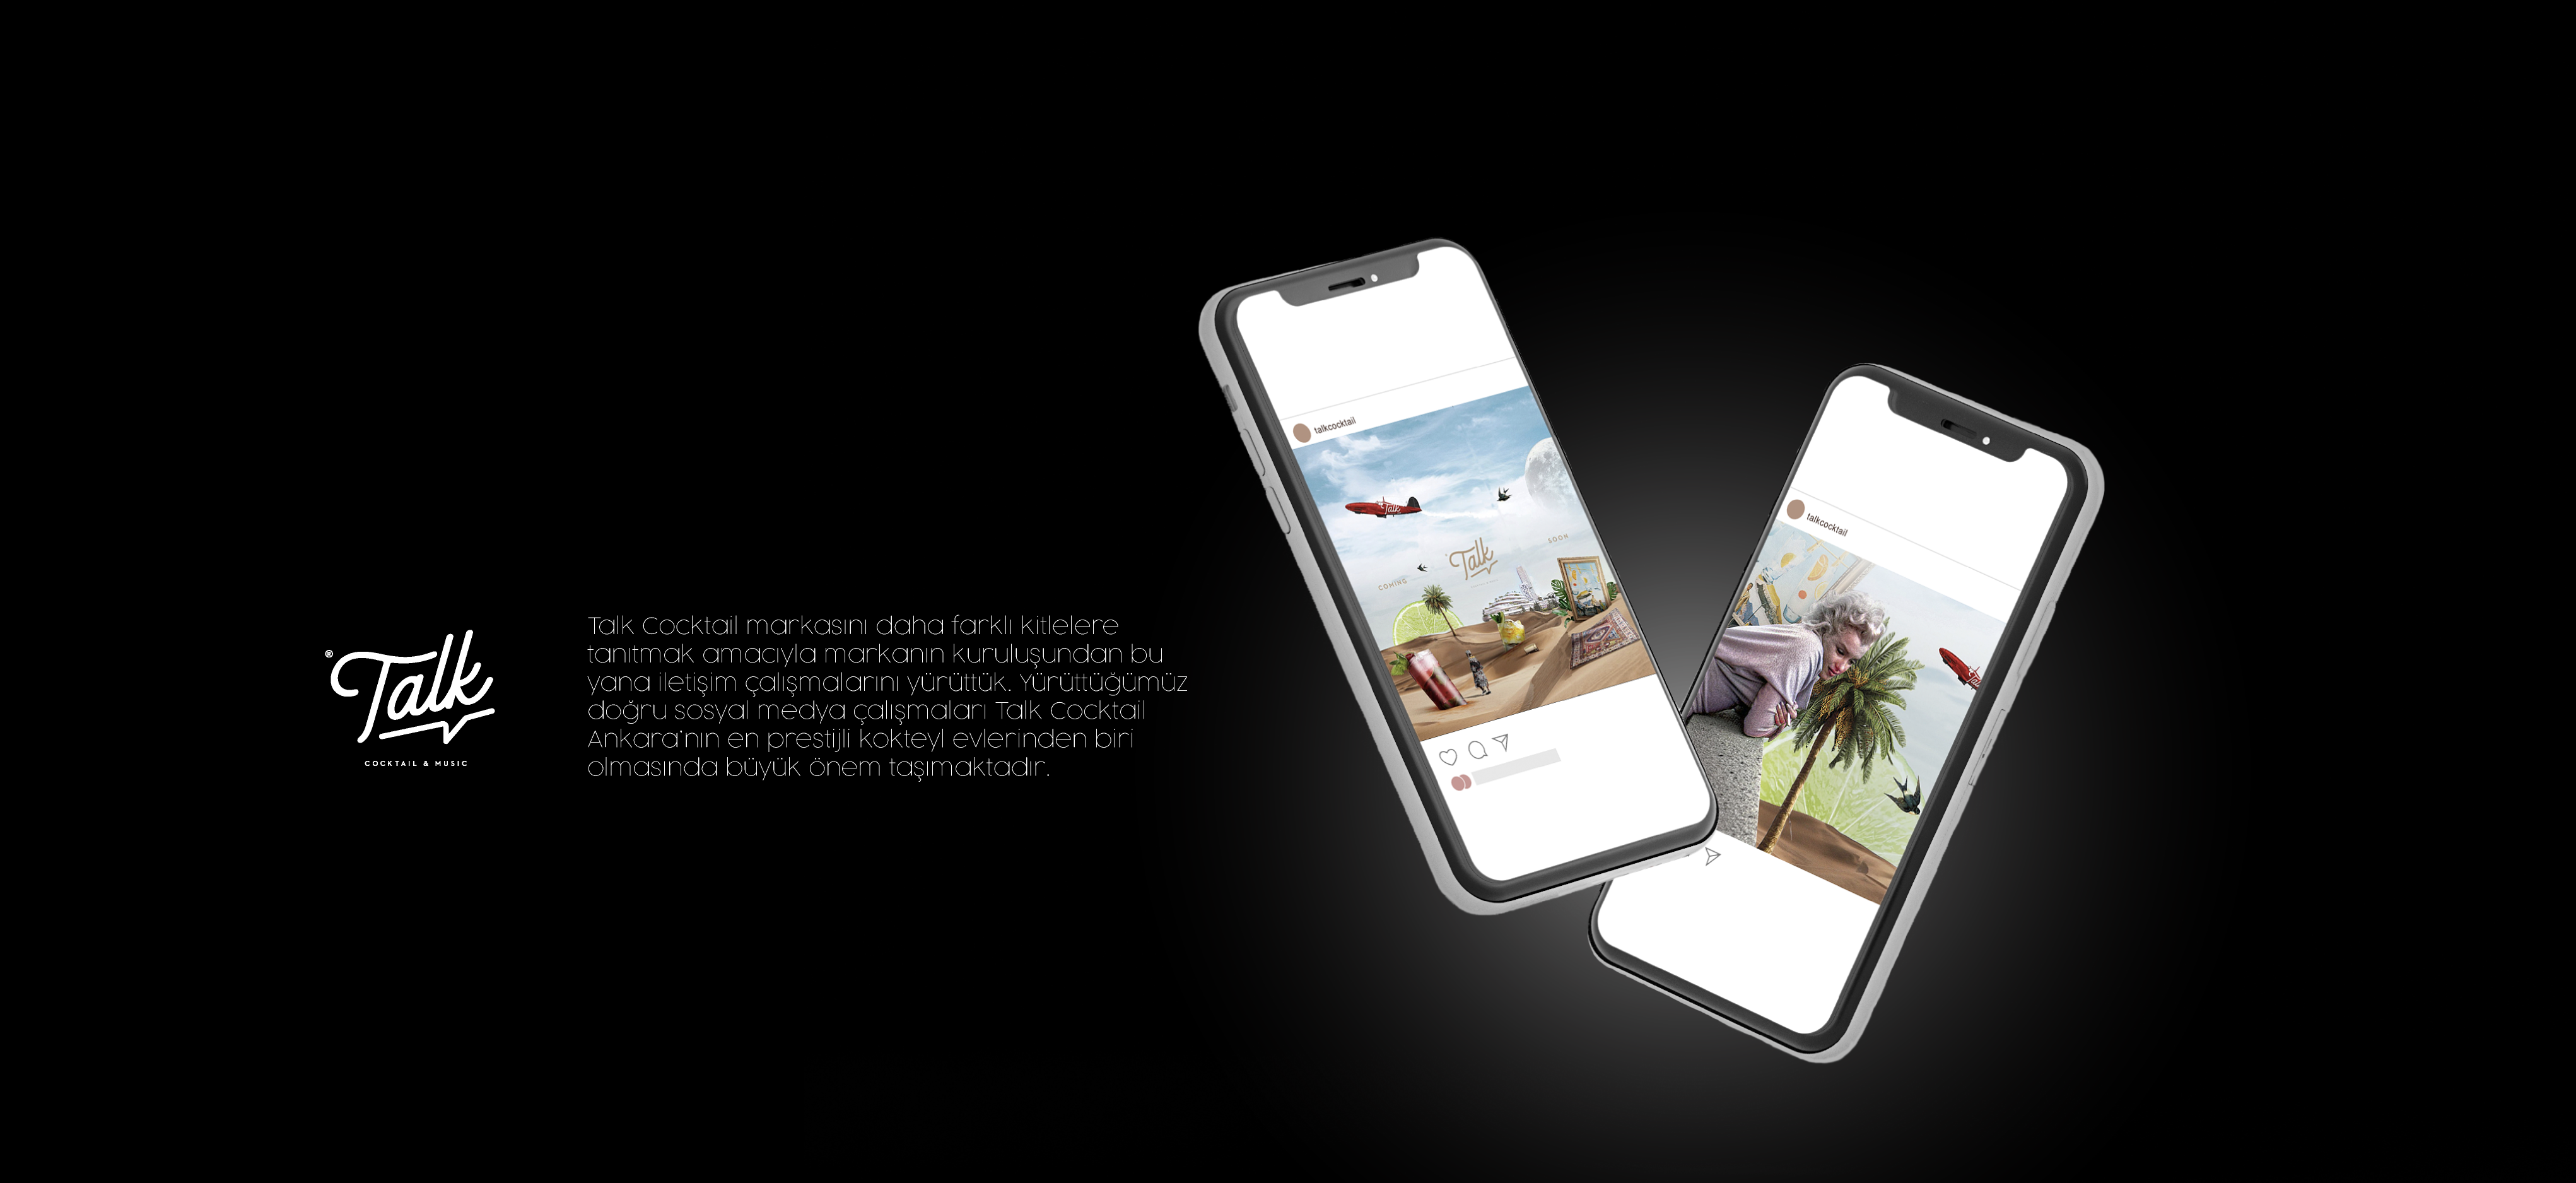 ®
Talk
COCKTAIL & MUSIC
Talk Cocktail markasını daha farklı kitlelere
tanıtmak amacıyla markanın kuruluşundan bu
yana iletişim çalışmalarını yürüttük. Yürüttüğümüz
doğru sosyal medya çalışmaları Talk Cocktail
Ankara'nın en prestijli kokteyl evlerinden biri
olmasında büyük önem taşımaktadır.
talkcocktail
Talk
COMING
Talk
SOON
talkcocktail